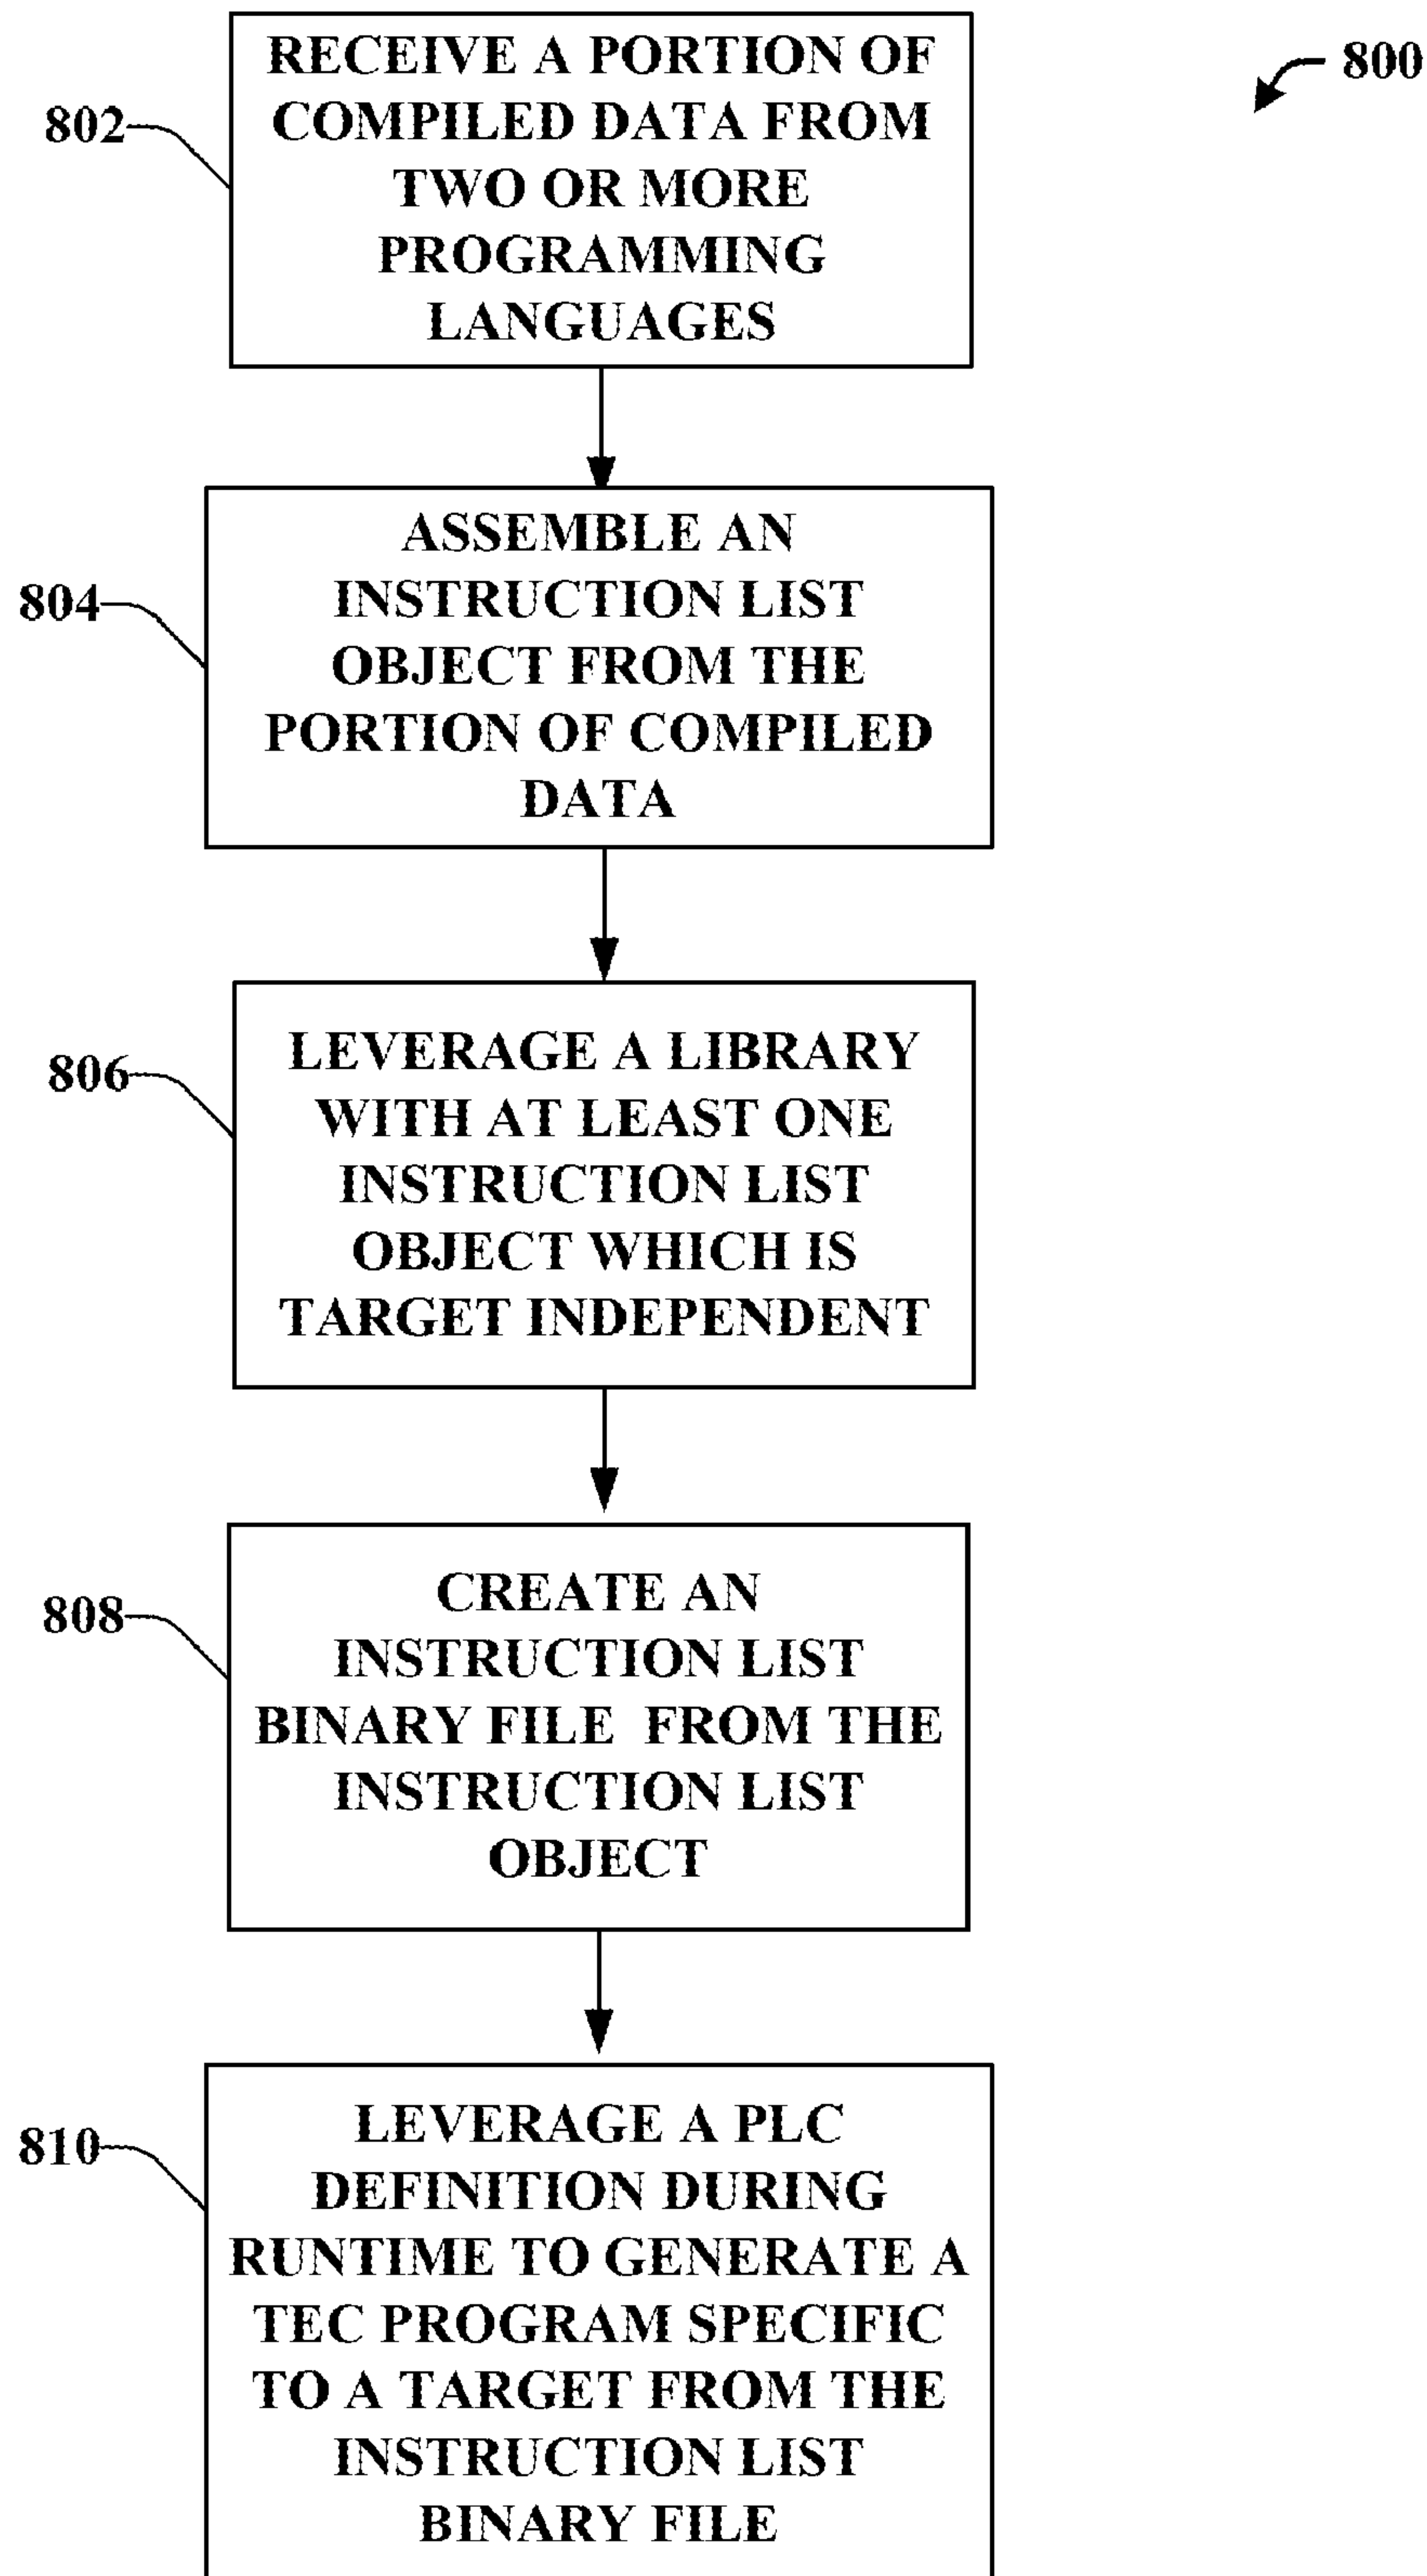 800
802
RECEIVE A PORTION OF
COMPILED DATA FROM
TWO OR MORE
PROGRAMMING
LANGUAGES
804
ASSEMBLE AN
INSTRUCTION LIST
OBJECT FROM THE
PORTION OF COMPILED
DATA
806
LEVERAGE A LIBRARY
WITH AT LEAST ONE
INSTRUCTION LIST
OBJECT WHICH IS
TARGET INDEPENDENT
808
CREATE AN
INSTRUCTION LIST
BINARY FILE FROM THE
INSTRUCTION LIST
OBJECT
810
LEVERAGE A PLC
DEFINITION DURING
RUNTIME TO GENERATE A
TEC PROGRAM SPECIFIC
TO A TARGET FROM THE
INSTRUCTION LIST
BINARY FILE